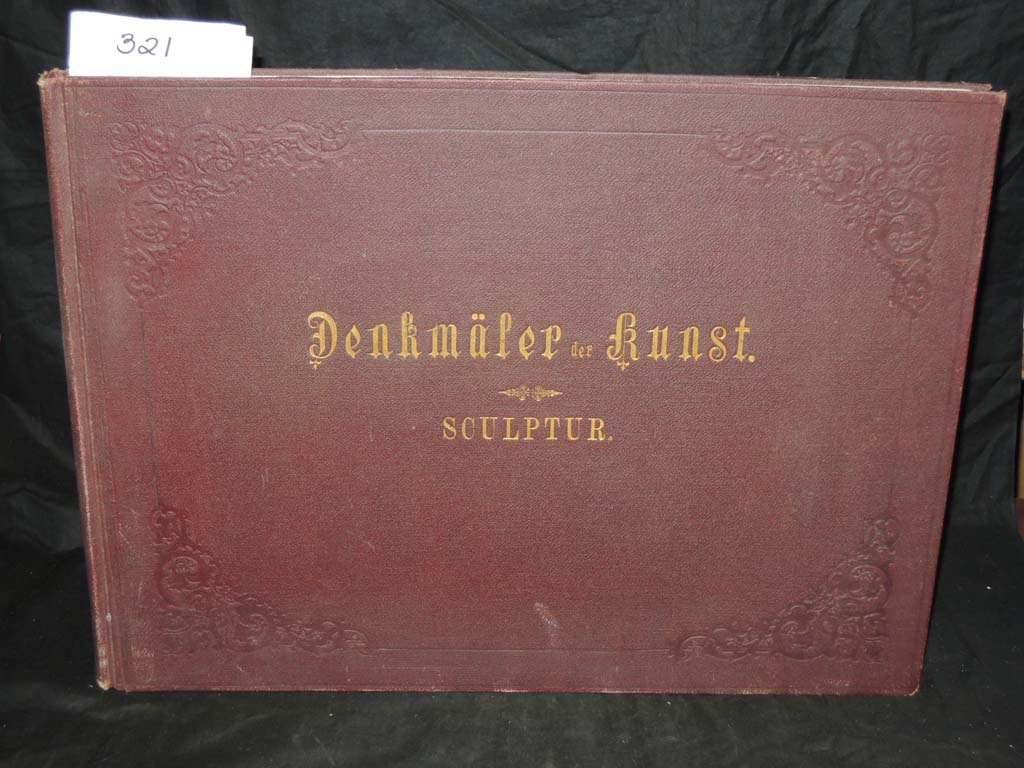 321
Denkmäler der Kunst.
SCULPTUR.